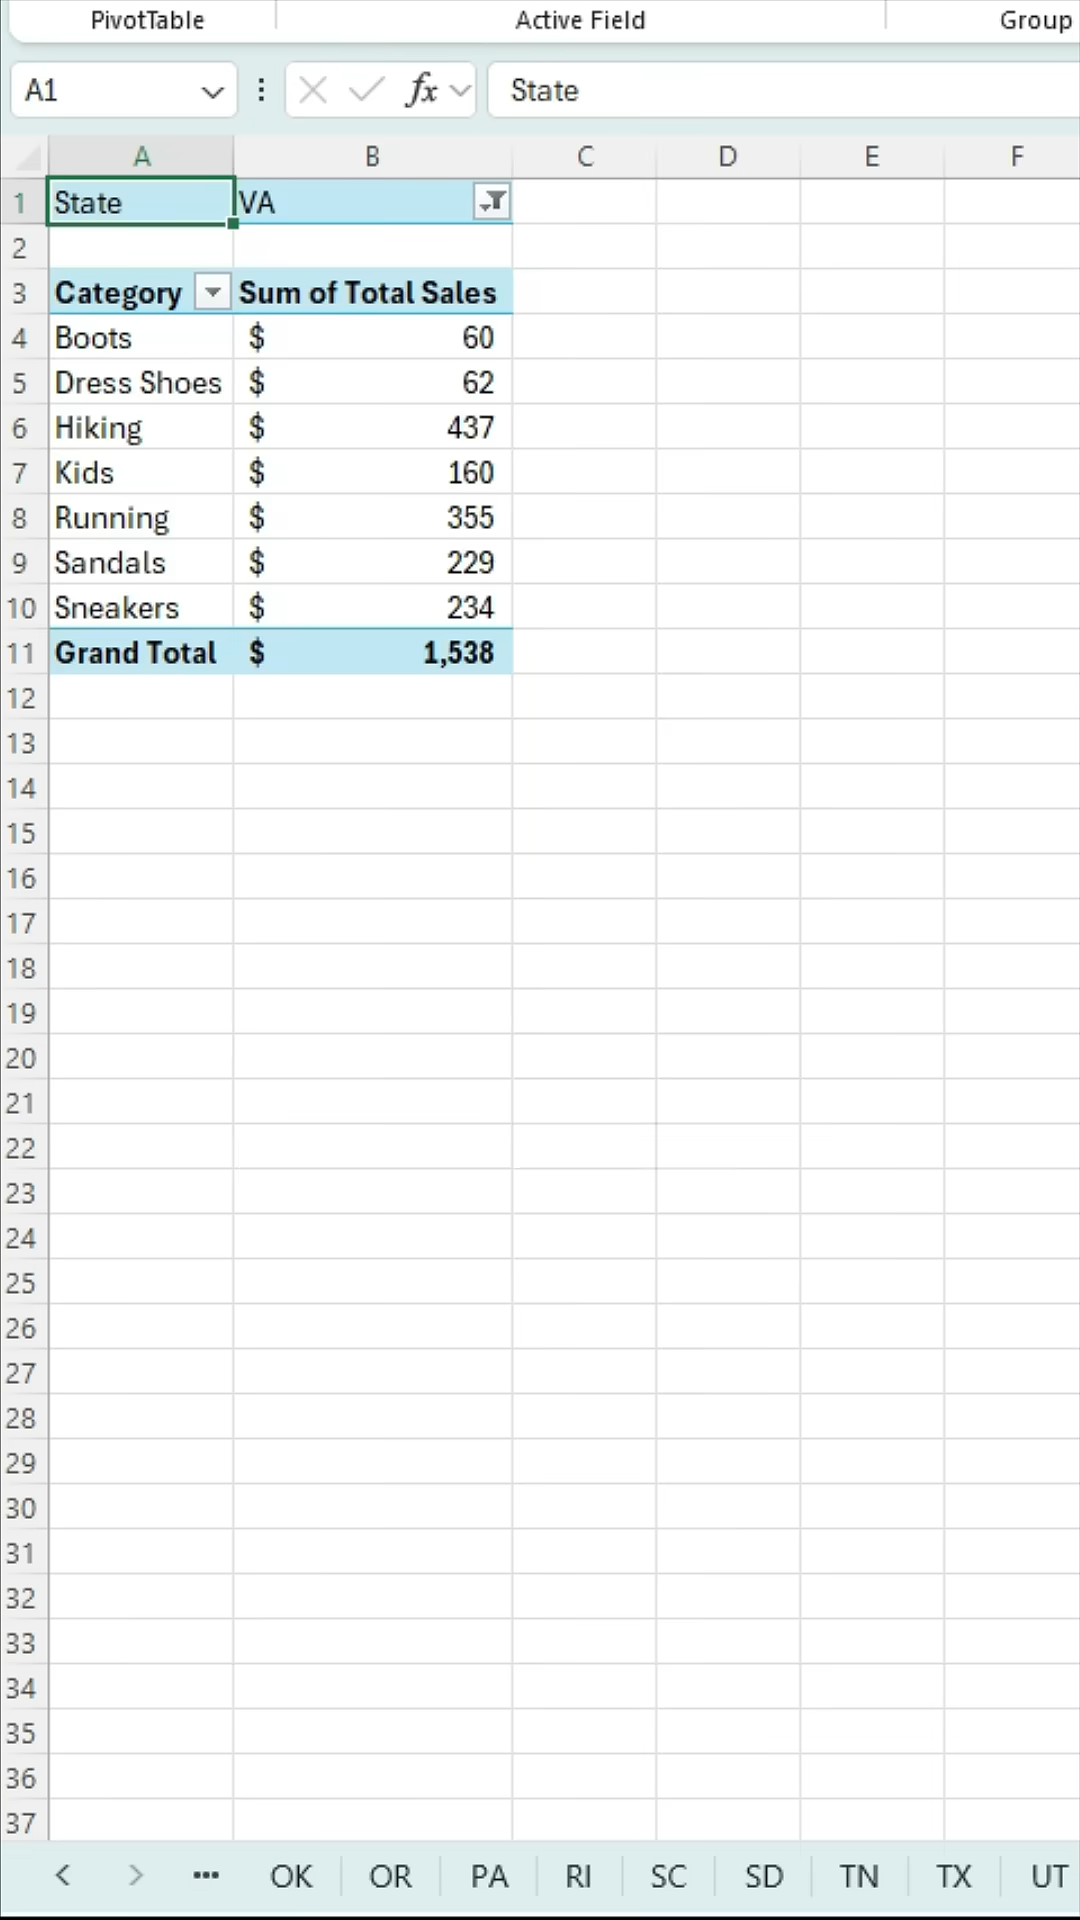 PivotTable Active Field Group
A1 fx State
A B C D E F
1 State VA
2
3 Category Sum of Total Sales
4 Boots $ 60
5 Dress Shoes $ 62
6 Hiking $ 437
7 Kids $ 160
8 Running $ 355
9 Sandals $ 229
10 Sneakers $ 234
11 Grand Total $ 1,538
12
13
14
15
16
17
18
19
20
21
22
23
24
25
26
27
28
29
30
31
32
33
34
35
36
37
... OK OR PA RI SC SD TN TX UT